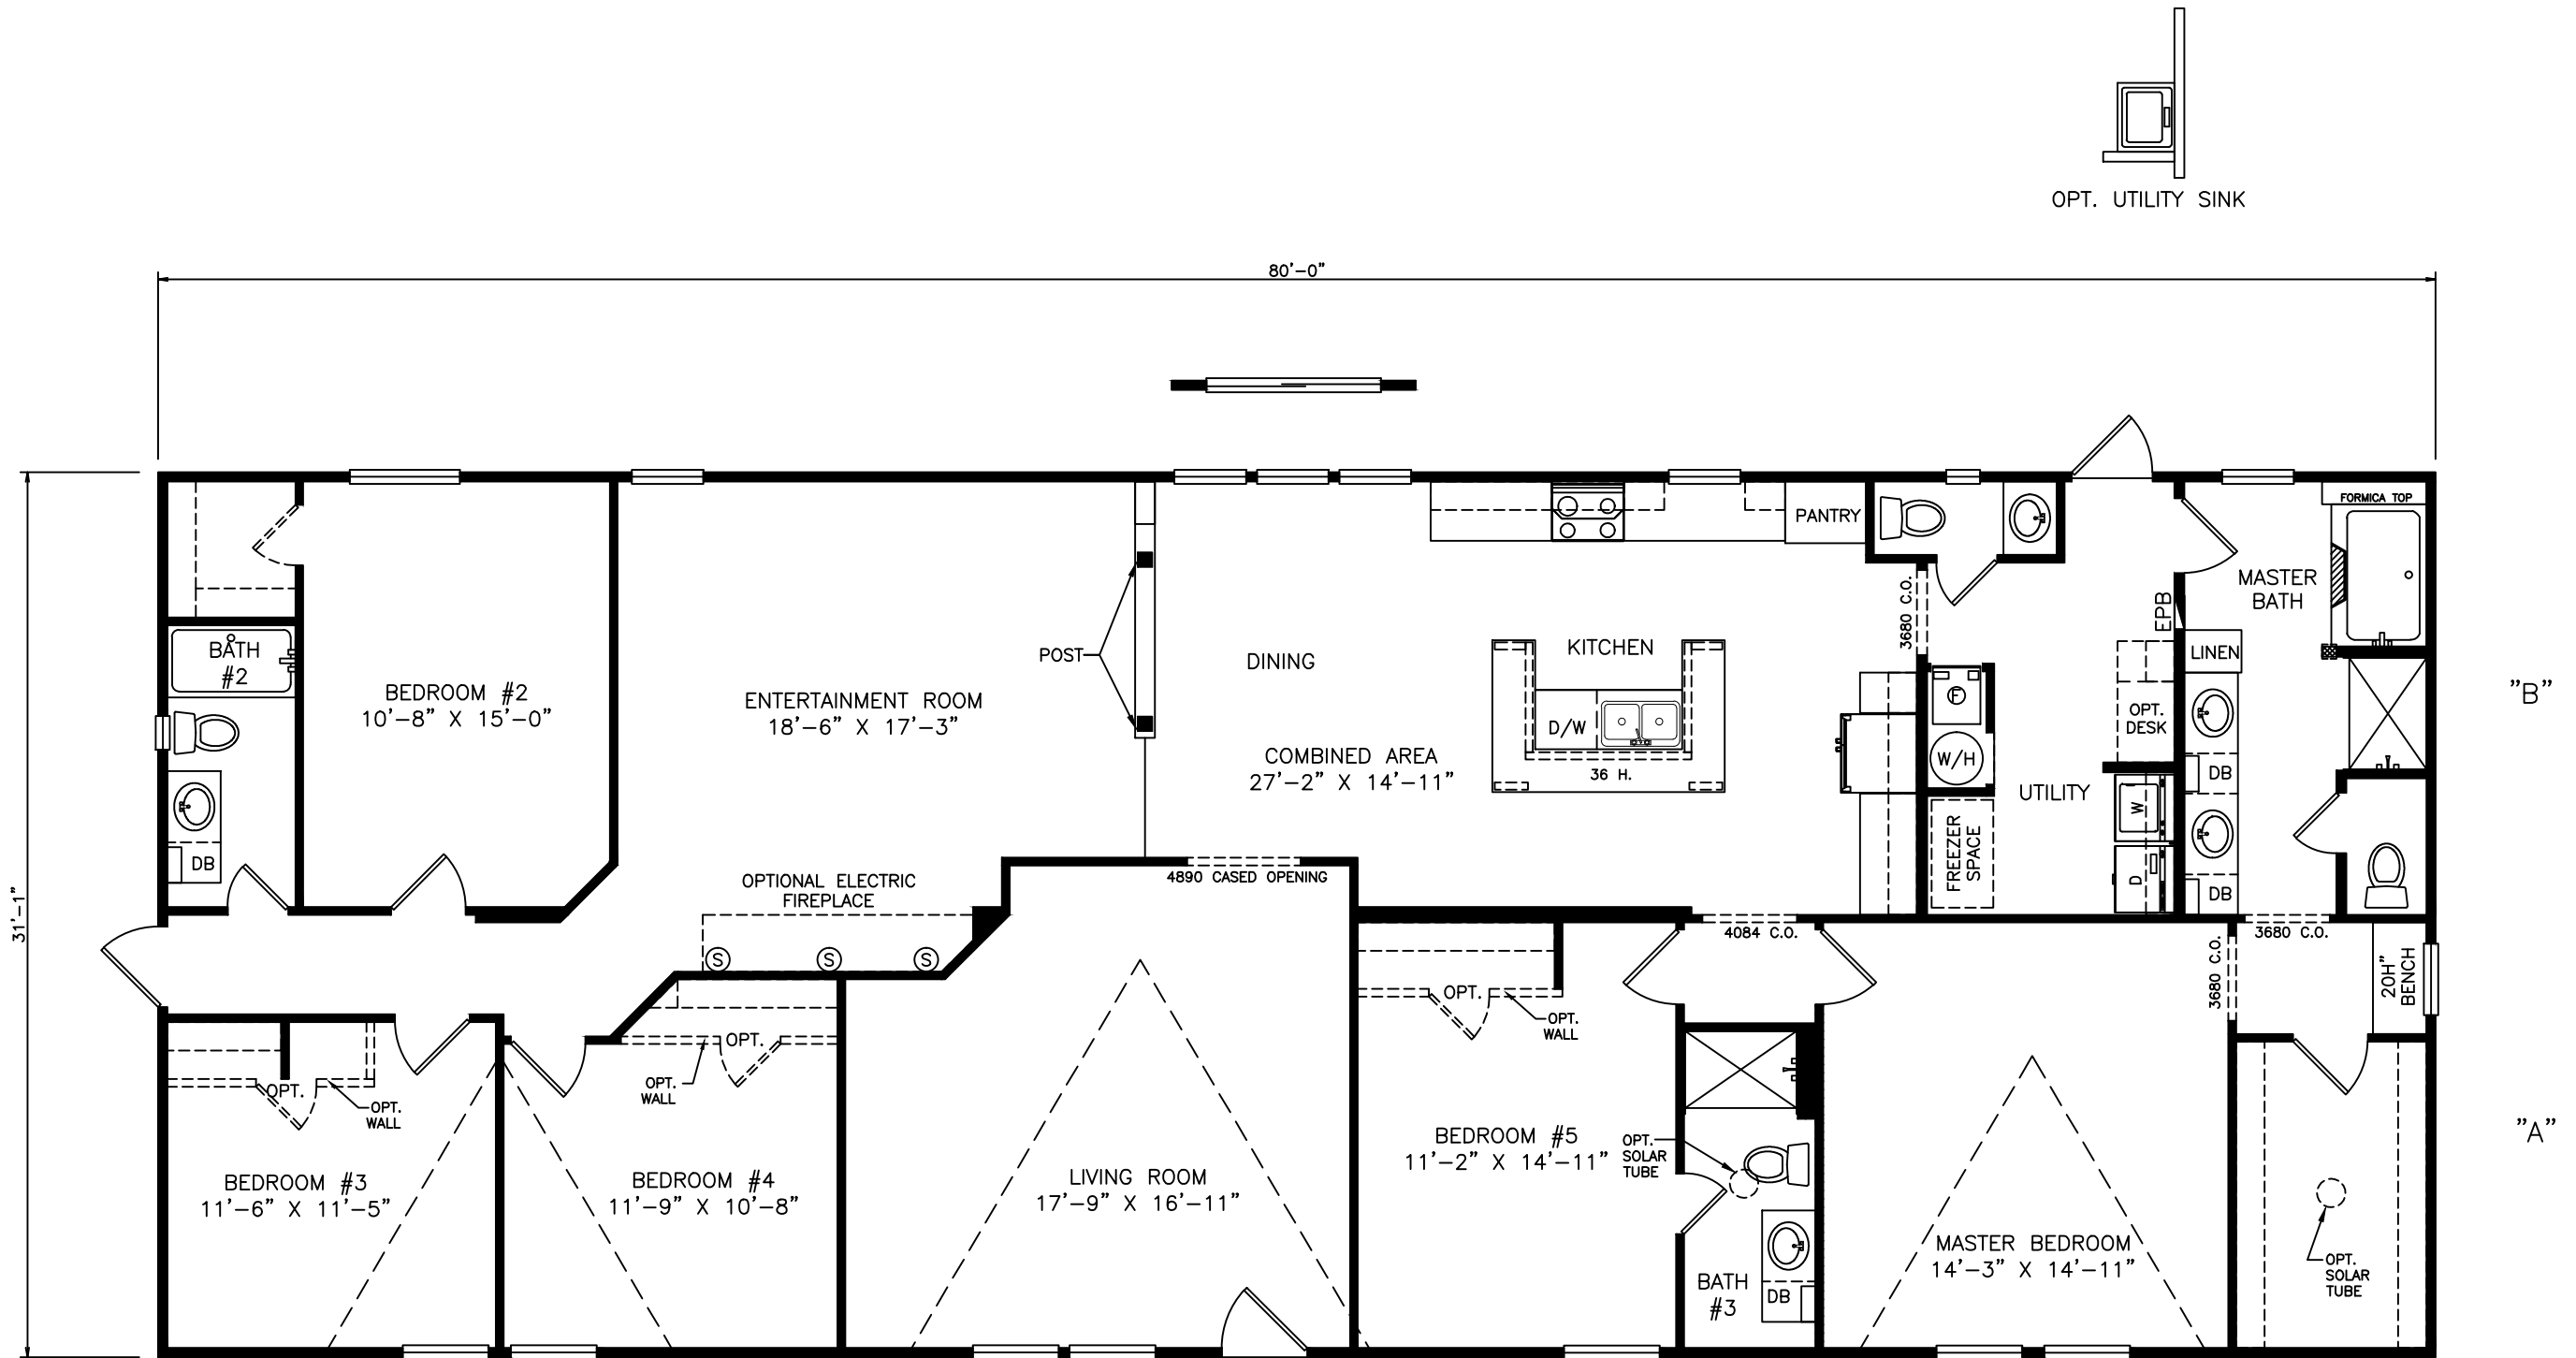 OPT. UTILITY SINK
80'-0"
31'-1"
FORMICA TOP
PANTRY
MASTER
BATH
3680 C.O.
EPB
BATH
#2
LINEN
KITCHEN
DINING
POST
BEDROOM #2
10'-8" X 15'-0"
ENTERTAINMENT ROOM
18'-6" X 17'-3"
"B"
F
OPT.
DESK
D/W
COMBINED AREA
27'-2" X 14'-11"
36 H.
W/H
DB
UTILITY
W
FREEZER
SPACE
D
DB
DB
OPTIONAL ELECTRIC
FIREPLACE
4890 CASED OPENING
4084 C.O.
3680 C.O.
3680 C.O.
20H"
BENCH
S
S
S
OPT.
OPT.
WALL
OPT.
OPT.
WALL
OPT.
OPT.
WALL
"A"
BEDROOM #5
11'-2" X 14'-11"
OPT.
SOLAR
TUBE
BEDROOM #3
11'-6" X 11'-5"
BEDROOM #4
11'-9" X 10'-8"
LIVING ROOM
17'-9" X 16'-11"
MASTER BEDROOM
14'-3" X 14'-11"
BATH
#3
DB
OPT.
SOLAR
TUBE